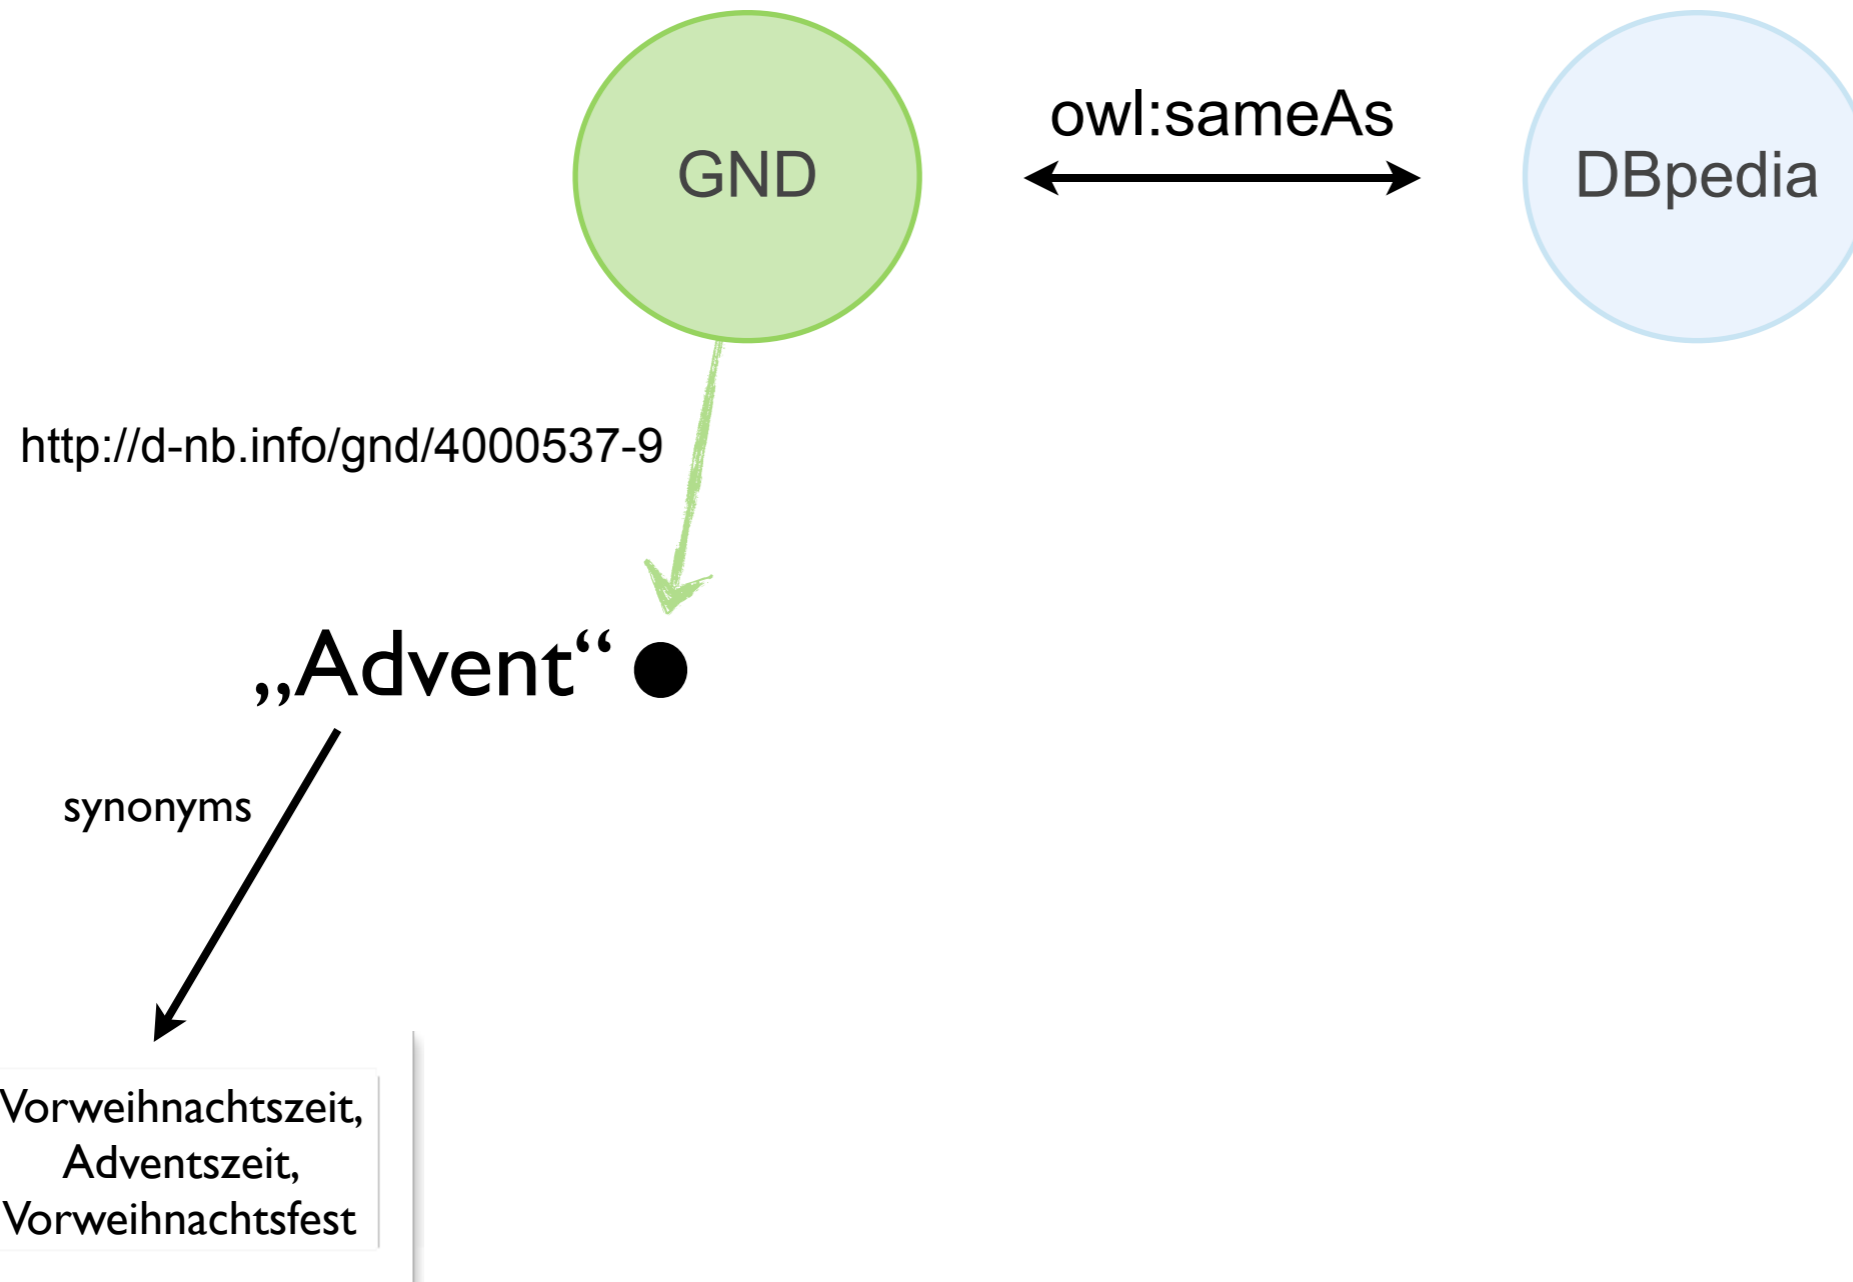 owl:sameAs
GND
DBpedia
http://d-nb.info/gnd/4000537-9
„Advent“
synonyms
Vorweihnachtszeit,
Adventszeit,
Vorweihnachtsfest